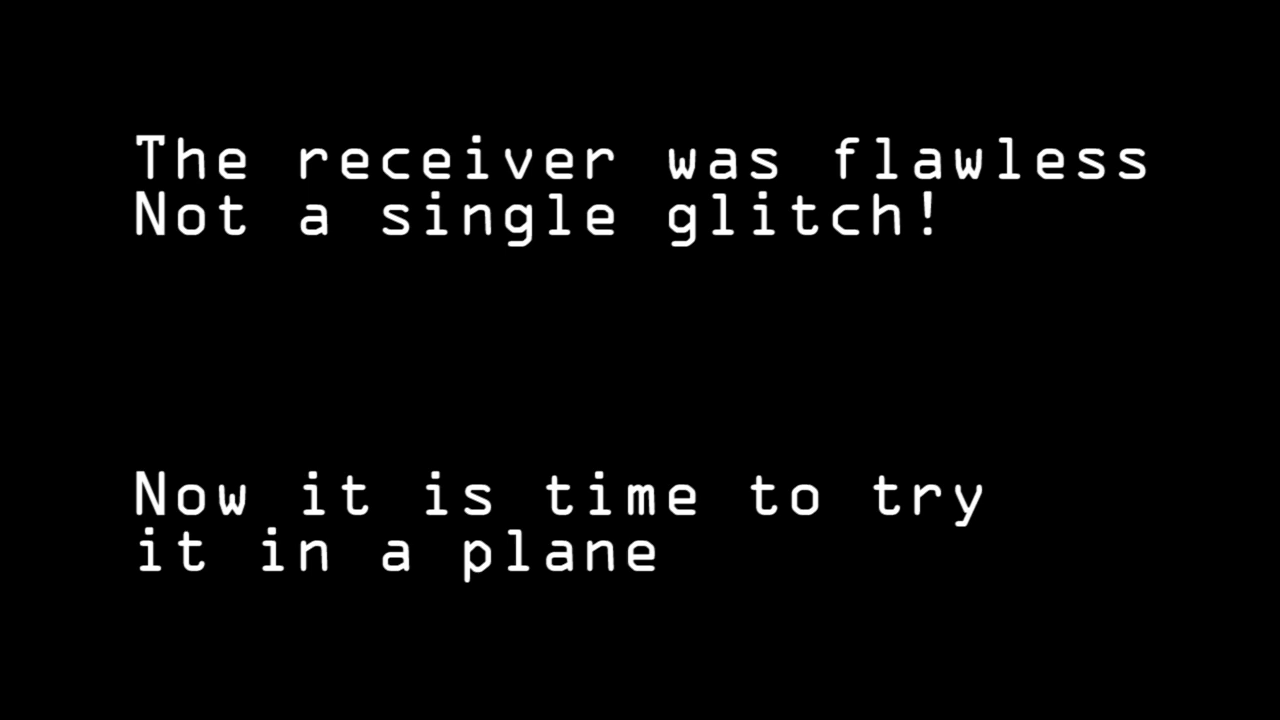 The receiver was flawless
Not a single glitch!
Now it is time to try
it in a plane